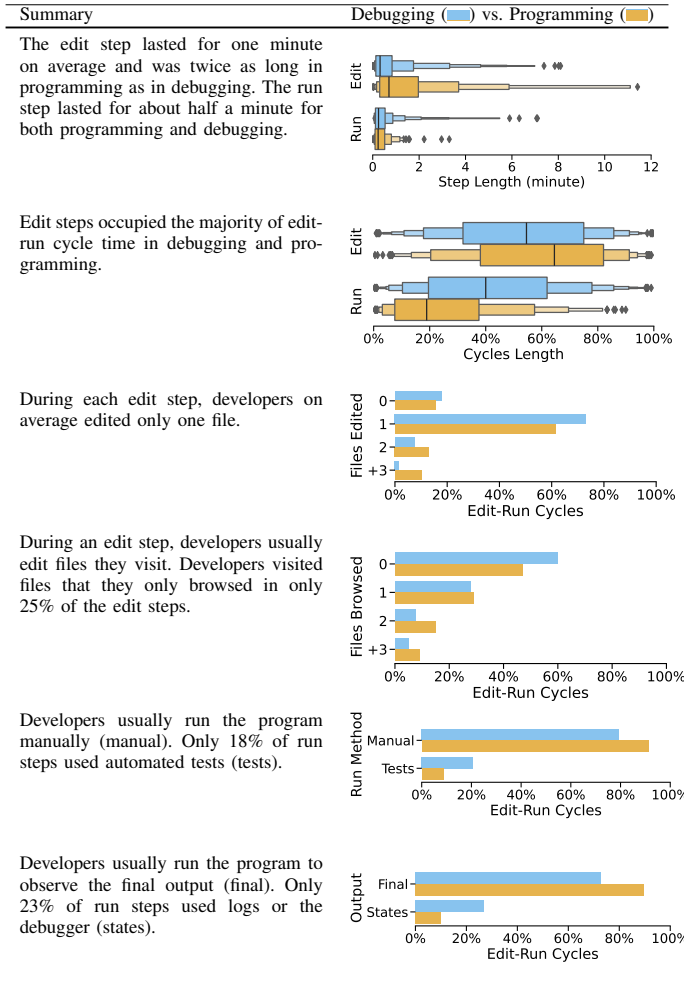 Summary
Debugging ( ) vs. Programming ( )
The edit step lasted for one minute
on average and was twice as long in
programming as in debugging. The run
step lasted for about half a minute for
both programming and debugging.
Edit
Run
0 2 4 6 8 10 12
Step Length (minute)
Edit steps occupied the majority of edit-
run cycle time in debugging and pro-
gramming.
Edit
Run
0% 20% 40% 60% 80% 100%
Cycles Length
During each edit step, developers on
average edited only one file.
Files Edited
0
1
2
+3
0% 20% 40% 60% 80% 100%
Edit-Run Cycles
During an edit step, developers usually
edit files they visit. Developers visited
files that they only browsed in only
25% of the edit steps.
Files Browsed
0
1
2
+3
0% 20% 40% 60% 80% 100%
Edit-Run Cycles
Developers usually run the program
manually (manual). Only 18% of run
steps used automated tests (tests).
Run Method
Manual
Tests
0% 20% 40% 60% 80% 100%
Edit-Run Cycles
Developers usually run the program to
observe the final output (final). Only
23% of run steps used logs or the
debugger (states).
Output
Final
States
0% 20% 40% 60% 80% 100%
Edit-Run Cycles